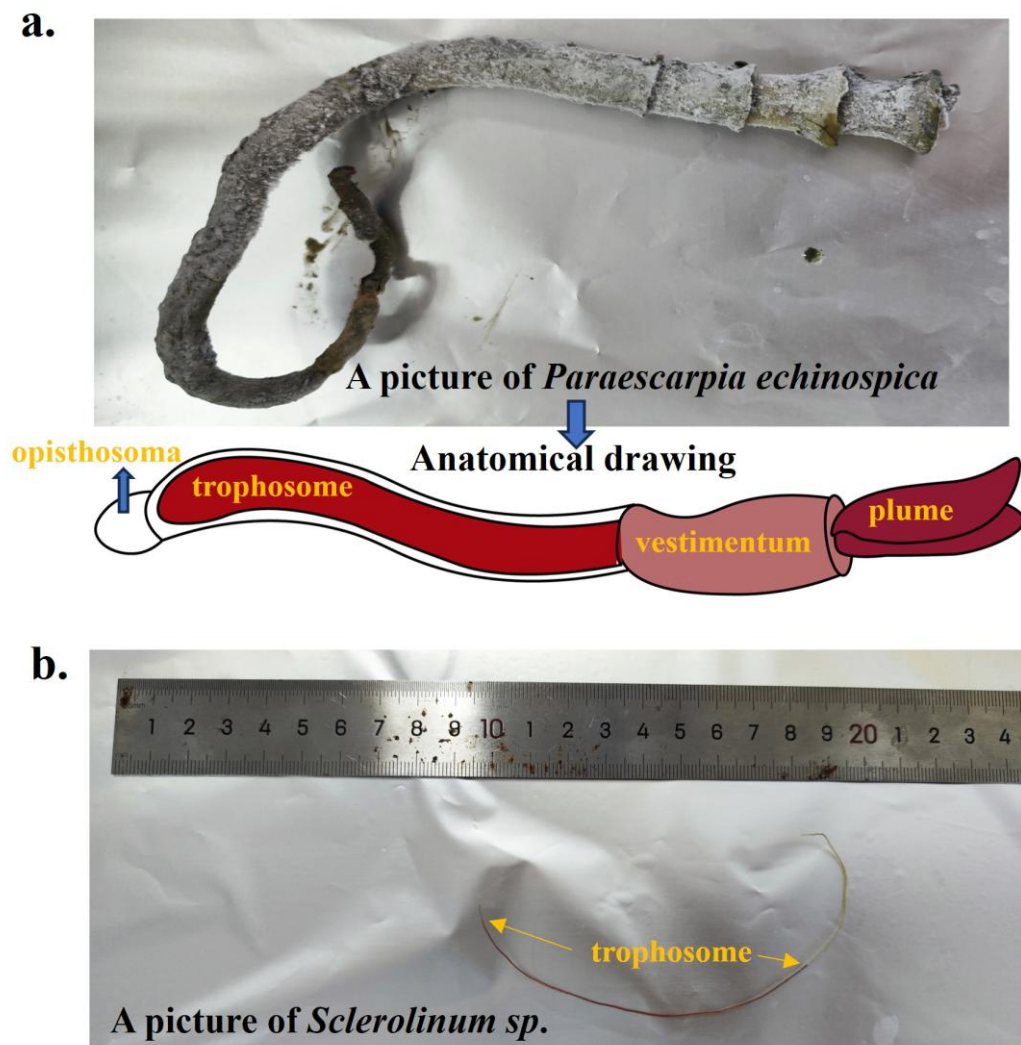 a.
A picture of Paraescarpia echinospica
Anatomical drawing
opisthosoma
trophosome
vestimentum
plume
b.
1 2 3 4 5 6 7 8 9 10 1 2 3 4 5 6 7 8 9 20 1 2 3 4
trophosome
A picture of Sclerolinum sp.